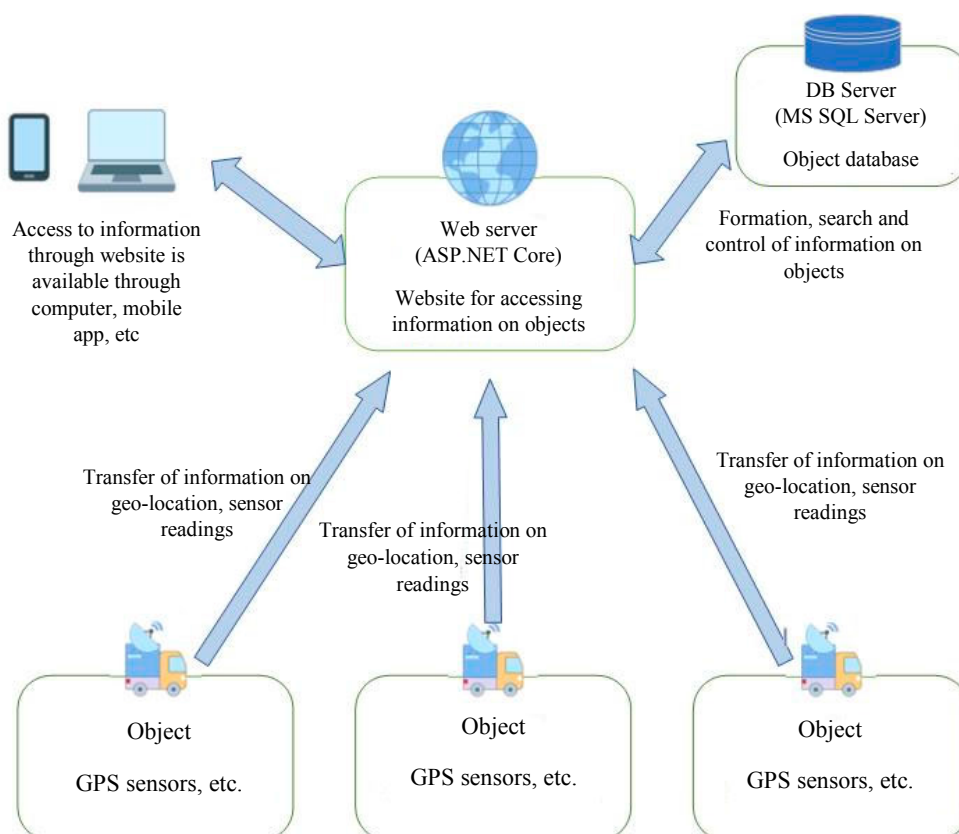 DB Server
(MS SQL Server)
Object database
Web server
(ASP.NET Core)
Website for accessing
information on objects
Access to information
through website is
available through
computer, mobile
app, etc
Formation, search and
control of information on
objects
Transfer of information on
geo-location, sensor
readings
Transfer of information on
geo-location, sensor
readings
Transfer of information on
geo-location, sensor
readings
Object
GPS sensors, etc.
Object
GPS sensors, etc.
Object
GPS sensors, etc.